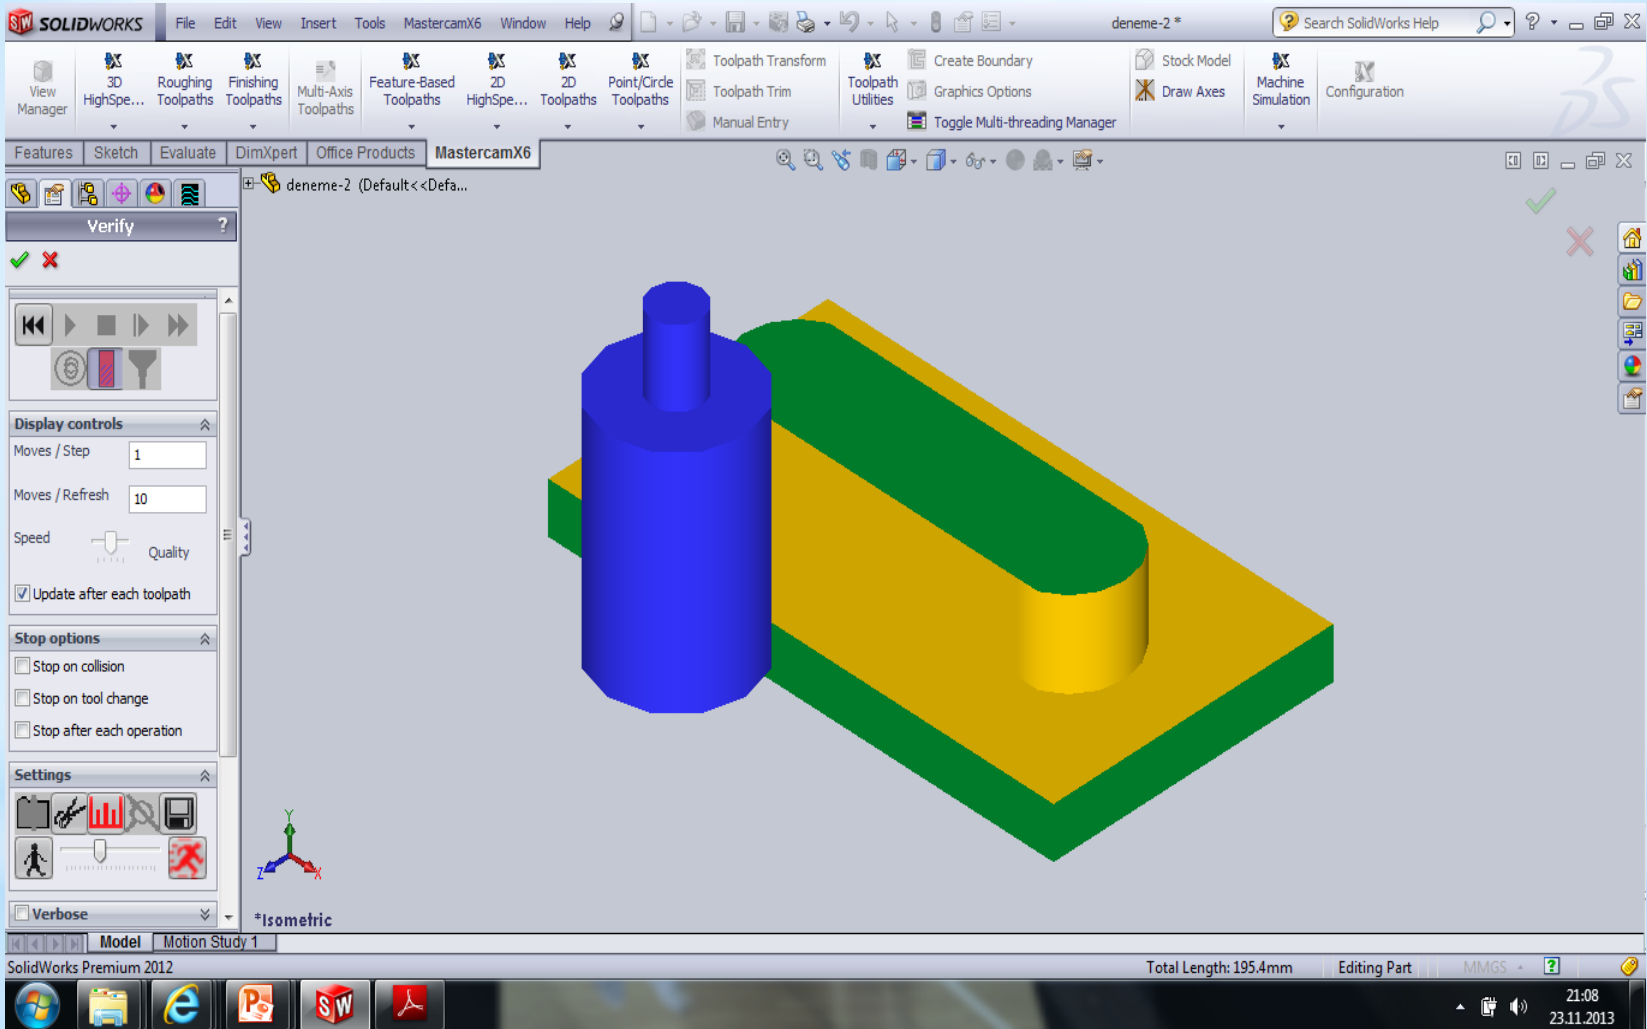 SOLIDWORKS File Edit View Insert Tools MastercamX6 Window Help deneme-2 * Search SolidWorks Help ?
View Manager
3D HighSpe...
Roughing Toolpaths
Finishing Toolpaths
Multi-Axis Toolpaths
Feature-Based Toolpaths
2D HighSpe...
2D Toolpaths
Point/Circle Toolpaths
Toolpath Transform
Toolpath Trim
Manual Entry
Toolpath Utilities
Create Boundary
Graphics Options
Toggle Multi-threading Manager
Stock Model
Draw Axes
Machine Simulation
Configuration
Features Sketch Evaluate DimXpert Office Products MastercamX6
deneme-2 (Default<<Defa...
Verify ?
Display controls
Moves / Step 1
Moves / Refresh 10
Speed Quality
Update after each toolpath
Stop options
Stop on collision
Stop on tool change
Stop after each operation
Settings
Verbose
Y
Z X
*Isometric
Model Motion Study 1
SolidWorks Premium 2012 Total Length: 195.4mm Editing Part MMGS ?
SW
21:08
23.11.2013